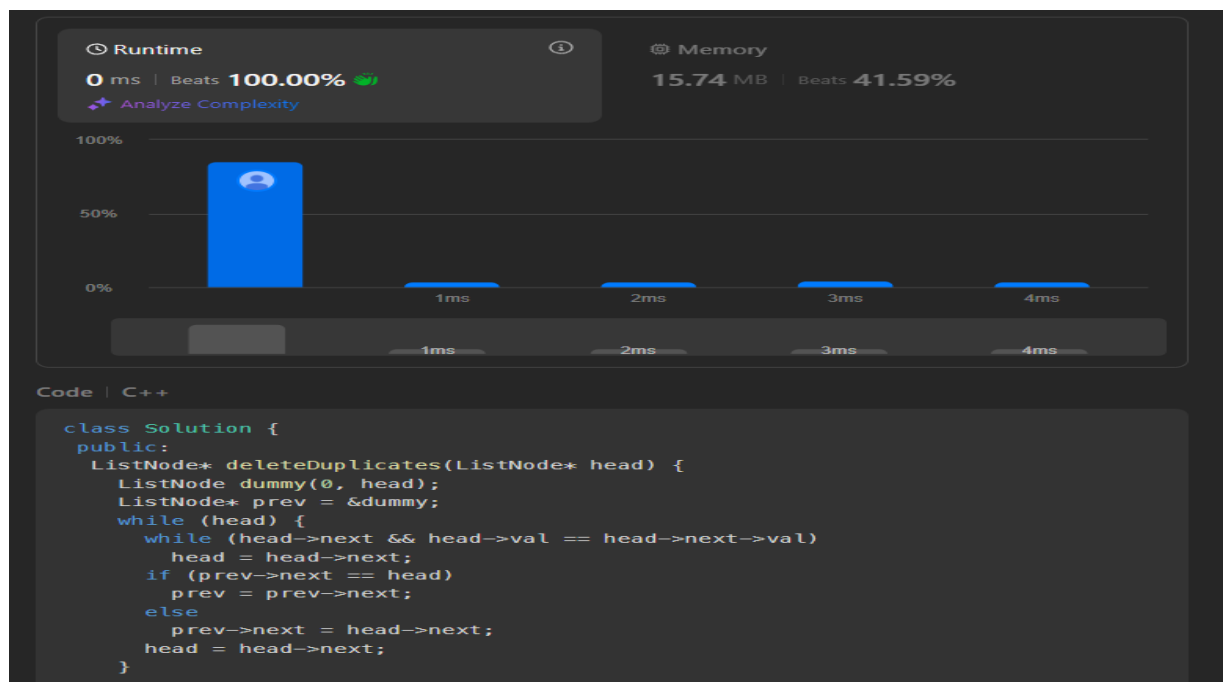 Runtime
0 ms | Beats 100.00%
Analyze Complexity
Memory
15.74 MB | Beats 41.59%
100%
50%
0%
1ms 2ms 3ms 4ms
1ms 2ms 3ms 4ms
Code | C++
class Solution {
public:
ListNode* deleteDuplicates(ListNode* head) {
ListNode dummy(0, head);
ListNode* prev = &dummy;
while (head) {
while (head->next && head->val == head->next->val)
head = head->next;
if (prev->next == head)
prev = prev->next;
else
prev->next = head->next;
head = head->next;
}